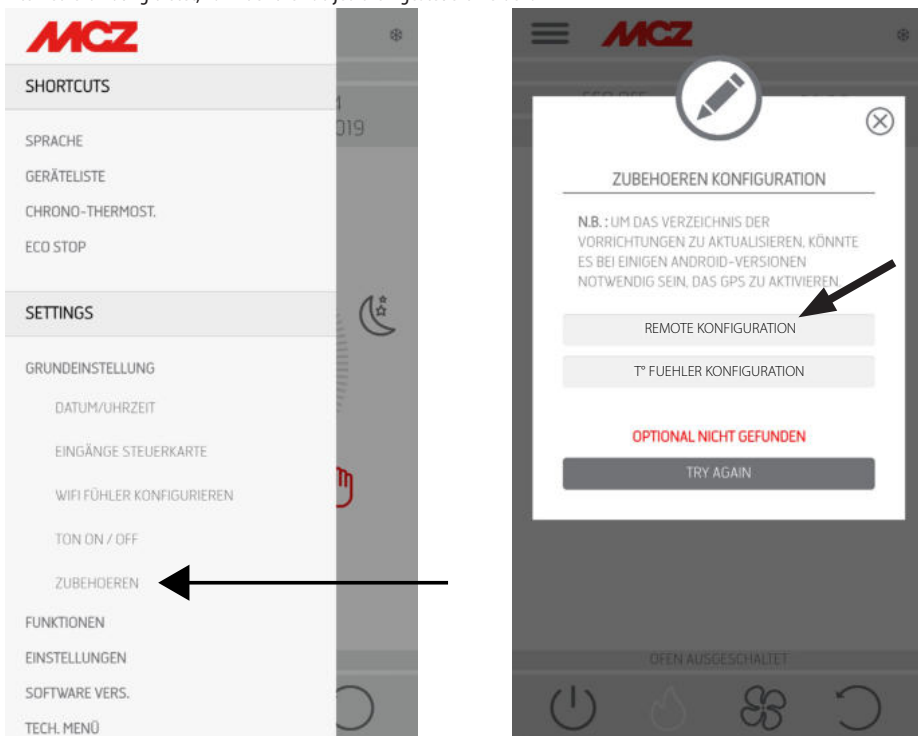 MCZ
SHORTCUTS
SPRACHE
GERÄTELISTE
CHRONO-THERMOST.
ECO STOP
SETTINGS
GRUNDEINSTELLUNG
DATUM/UHRZEIT
EINGÄNGE STEUERKARTE
WIFI FÜHLER KONFIGURIEREN
TON ON / OFF
ZUBEHOEREN
FUNKTIONEN
EINSTELLUNGEN
SOFTWARE VERS.
TECH. MENÜ
019
MCZ
ZUBEHOEREN KONFIGURATION
N.B. : UM DAS VERZEICHNIS DER
VORRICHTUNGEN ZU AKTUALISIEREN, KÖNNTE
ES BEI EINIGEN ANDROID-VERSIONEN
NOTWENDIG SEIN, DAS GPS ZU AKTIVIEREN.
REMOTE KONFIGURATION
T° FUEHLER KONFIGURATION
OPTIONAL NICHT GEFUNDEN
TRY AGAIN
OFEN AUSGESCHALTET